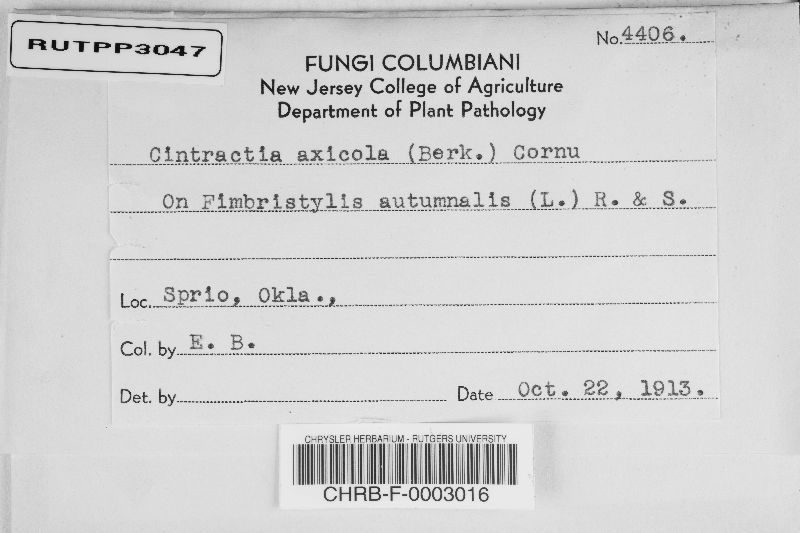 RUTPP3047
No. 4406.
FUNGI COLUMBIANI
New Jersey College of Agriculture
Department of Plant Pathology
Cintractia axicola (Berk.) Cornu
On Fimbristylis autumnalis (L.) R. & S.
Loc. Sprio, Okla.,
Col. by E. B.
Det. by
Date Oct. 22, 1913.
CHRYSLER HERBARIUM - RUTGERS UNIVERSITY
CHRB-F-0003016